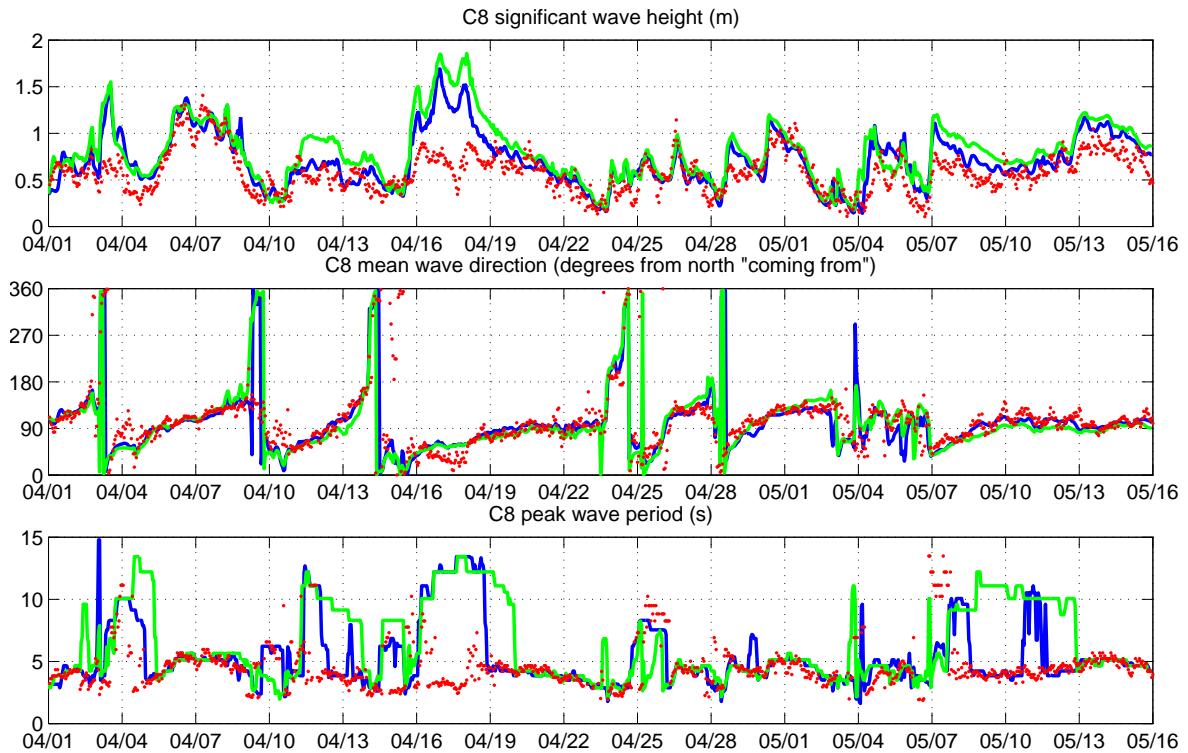 C8 significant wave height (m)
2
1.5
1
0.5
0
04/01 04/04 04/07 04/10 04/13 04/16 04/19 04/22 04/25 04/28 05/01 05/04 05/07 05/10 05/13 05/16
C8 mean wave direction (degrees from north "coming from")
360
270
180
90
0
04/01 04/04 04/07 04/10 04/13 04/16 04/19 04/22 04/25 04/28 05/01 05/04 05/07 05/10 05/13 05/16
C8 peak wave period (s)
15
10
5
0
04/01 04/04 04/07 04/10 04/13 04/16 04/19 04/22 04/25 04/28 05/01 05/04 05/07 05/10 05/13 05/16